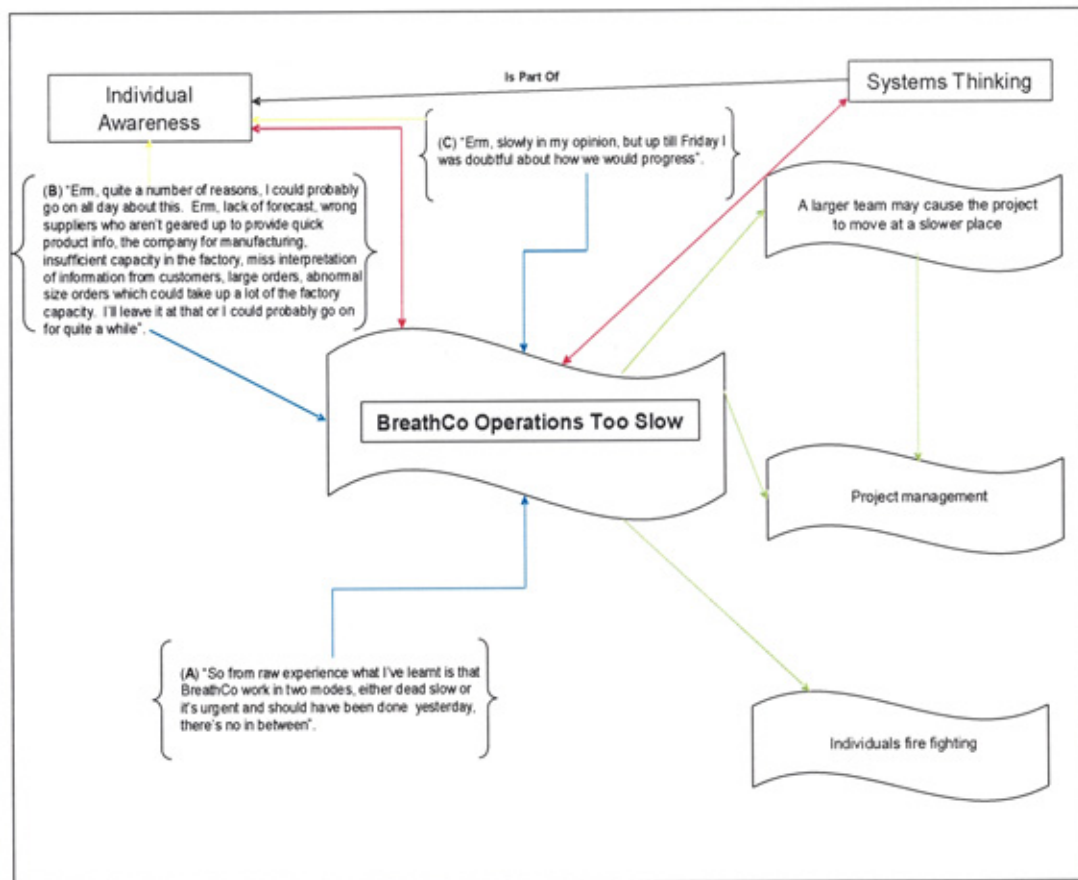 Is Part Of
Individual
Awareness
Systems Thinking
(C) “Erm, slowly in my opinion, but up till Friday I
was doubtful about how we would progress”.
(B) “Erm, quite a number of reasons, I could probably
go on all day about this. Erm, lack of forecast, wrong
suppliers who aren’t geared up to provide quick
product info, the company for manufacturing,
insufficient capacity in the factory, miss interpretation
of information from customers, large orders, abnormal
size orders which could take up a lot of the factory
capacity. I’ll leave it at that or I could probably go on
for quite a while”.
A larger team may cause the project
to move at a slower place
BreathCo Operations Too Slow
Project management
(A) “So from raw experience what I’ve learnt is that
BreathCo work in two modes, either dead slow or
it’s urgent and should have been done yesterday,
there’s no in between”.
Individuals fire fighting